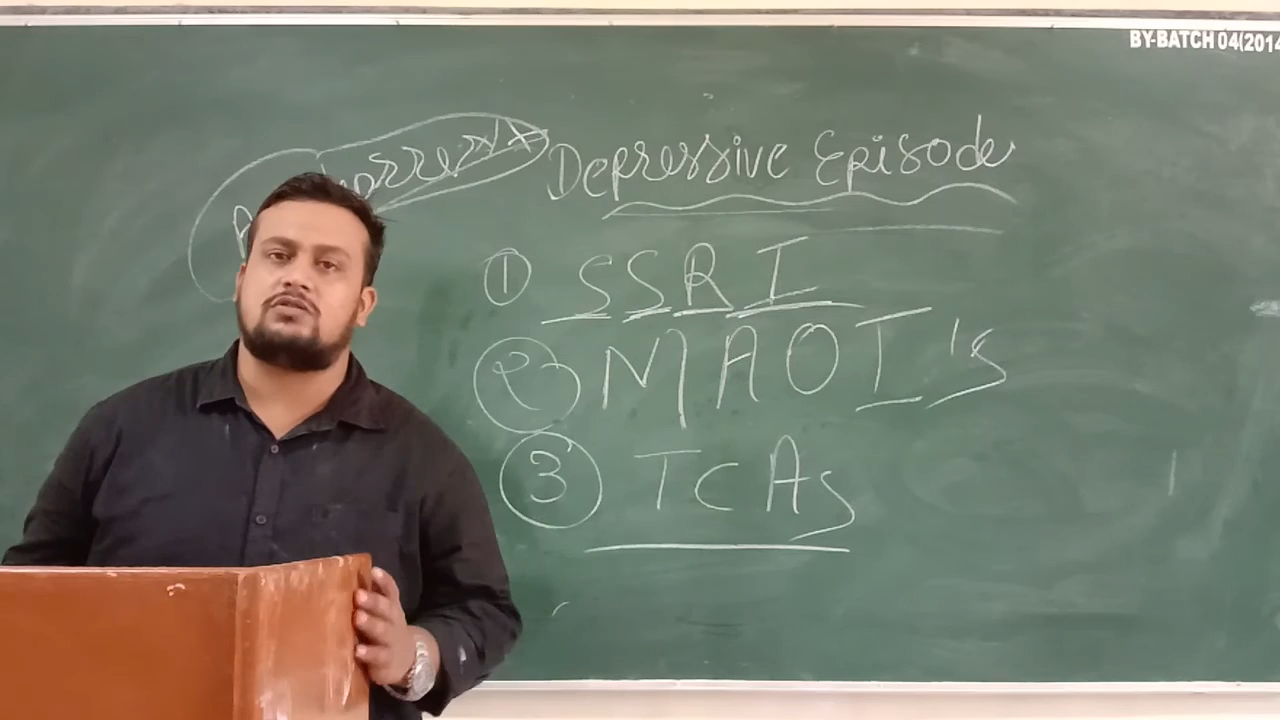 BY-BATCH 04(2014
Depressive Episode
① SSRI
② MAOI's
③ TCAs